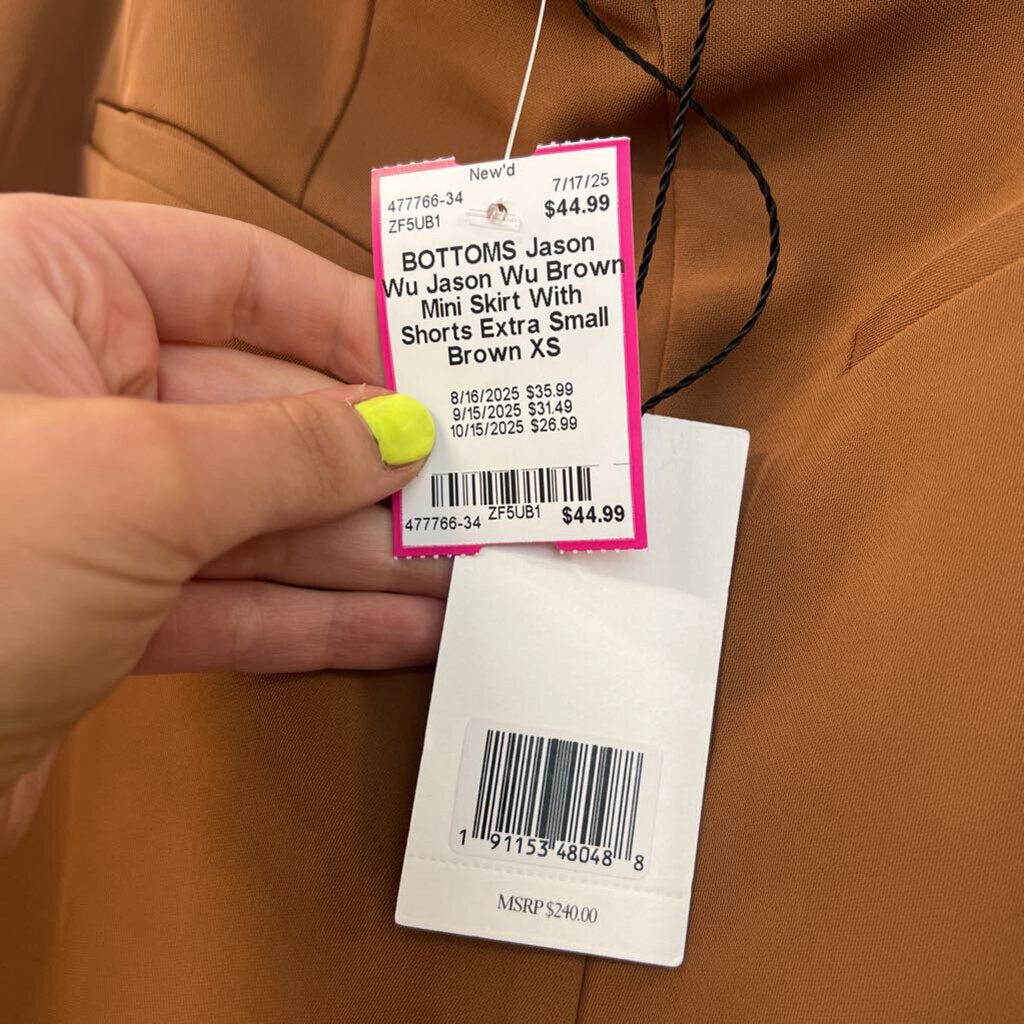 New'd
477766-34 7/17/25
ZF5UB1 $44.99
BOTTOMS Jason
Wu Jason Wu Brown
Mini Skirt With
Shorts Extra Small
Brown XS
8/16/2025 $35.99
9/15/2025 $31.49
10/15/2025 $26.99
477766-34 ZF5UB1 $44.99
1 91153 48048 8
MSRP $240.00